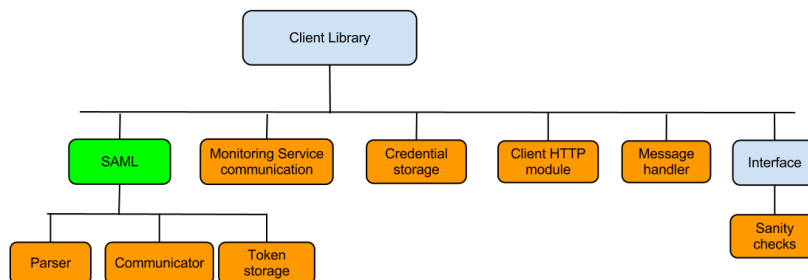 Client Library
SAML
Monitoring Service
communication
Credential
storage
Client HTTP
module
Message
handler
Interface
Parser
Communicator
Token
storage
Sanity
checks